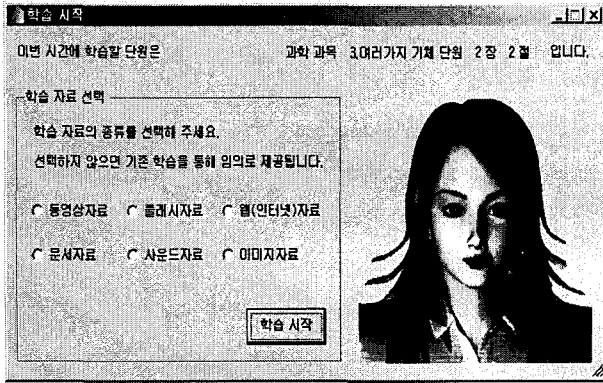 학습 시작
이번 시간에 학습할 단원은 과학 과목 3.여러가지 기체 단원 2 장 2 절 입니다.
학습 자료 선택
학습 자료의 종류를 선택해 주세요.
선택하지 않으면 기존 학습을 통해 임의로 제공됩니다.
동영상자료 플래시자료 웹(인터넷)자료
문서자료 사운드자료 이미지자료
학습 시작